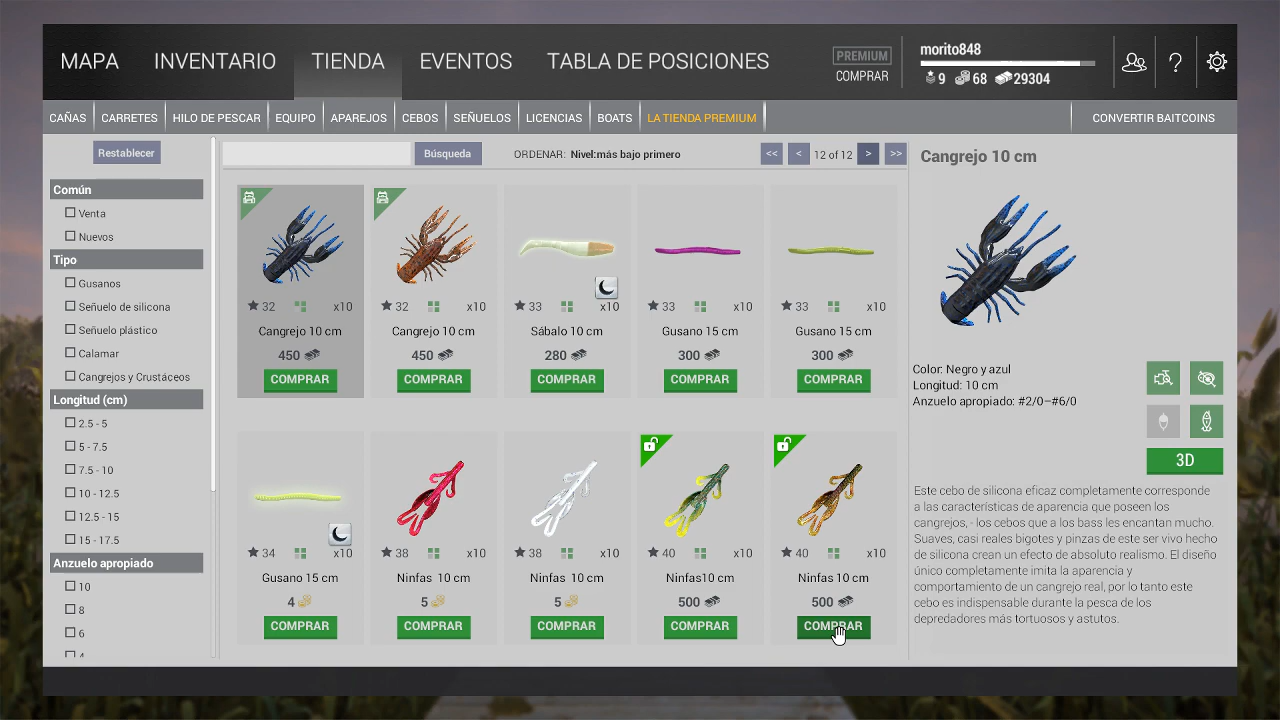 MAPA
INVENTARIO
TIENDA
EVENTOS
TABLA DE POSICIONES
PREMIUM
COMPRAR
morito848
9 68 29304
CAÑAS
CARRETES
HILO DE PESCAR
EQUIPO
APAREJOS
CEBOS
SEÑUELOS
LICENCIAS
BOATS
LA TIENDA PREMIUM
CONVERTIR BAITCOINS
Restablecer
Común
Venta
Nuevos
Tipo
Gusanos
Señuelo de silicona
Señuelo plástico
Calamar
Cangrejos y Crustáceos
Longitud (cm)
2.5 - 5
5 - 7.5
7.5 - 10
10 - 12.5
12.5 - 15
15 - 17.5
Anzuelo apropiado
10
8
6
4
Búsqueda
ORDENAR: Nivel:más bajo primero
<< < 12 of 12 > >>
32 x10
Cangrejo 10 cm
450
COMPRAR
32 x10
Cangrejo 10 cm
450
COMPRAR
33 x10
Sábalo 10 cm
280
COMPRAR
33 x10
Gusano 15 cm
300
COMPRAR
33 x10
Gusano 15 cm
300
COMPRAR
34 x10
Gusano 15 cm
4
COMPRAR
38 x10
Ninfas 10 cm
5
COMPRAR
38 x10
Ninfas 10 cm
5
COMPRAR
40 x10
Ninfas10 cm
500
COMPRAR
40 x10
Ninfas 10 cm
500
COMPRAR
Cangrejo 10 cm
Color: Negro y azul
Longitud: 10 cm
Anzuelo apropiado: #2/0–#6/0
3D
Este cebo de silicona eficaz completamente corresponde
a las características de aparencia que poseen los
cangrejos, - los cebos que a los bass les encantan mucho.
Suaves, casi reales bigotes y pinzas de este ser vivo hecho
de silicona crean un efecto de absoluto realismo. El diseño
único completamente imita la aparencia y
comportamiento de un cangrejo real, por lo tanto este
cebo es indispensable durante la pesca de los
depredadores más tortuosos y astutos.